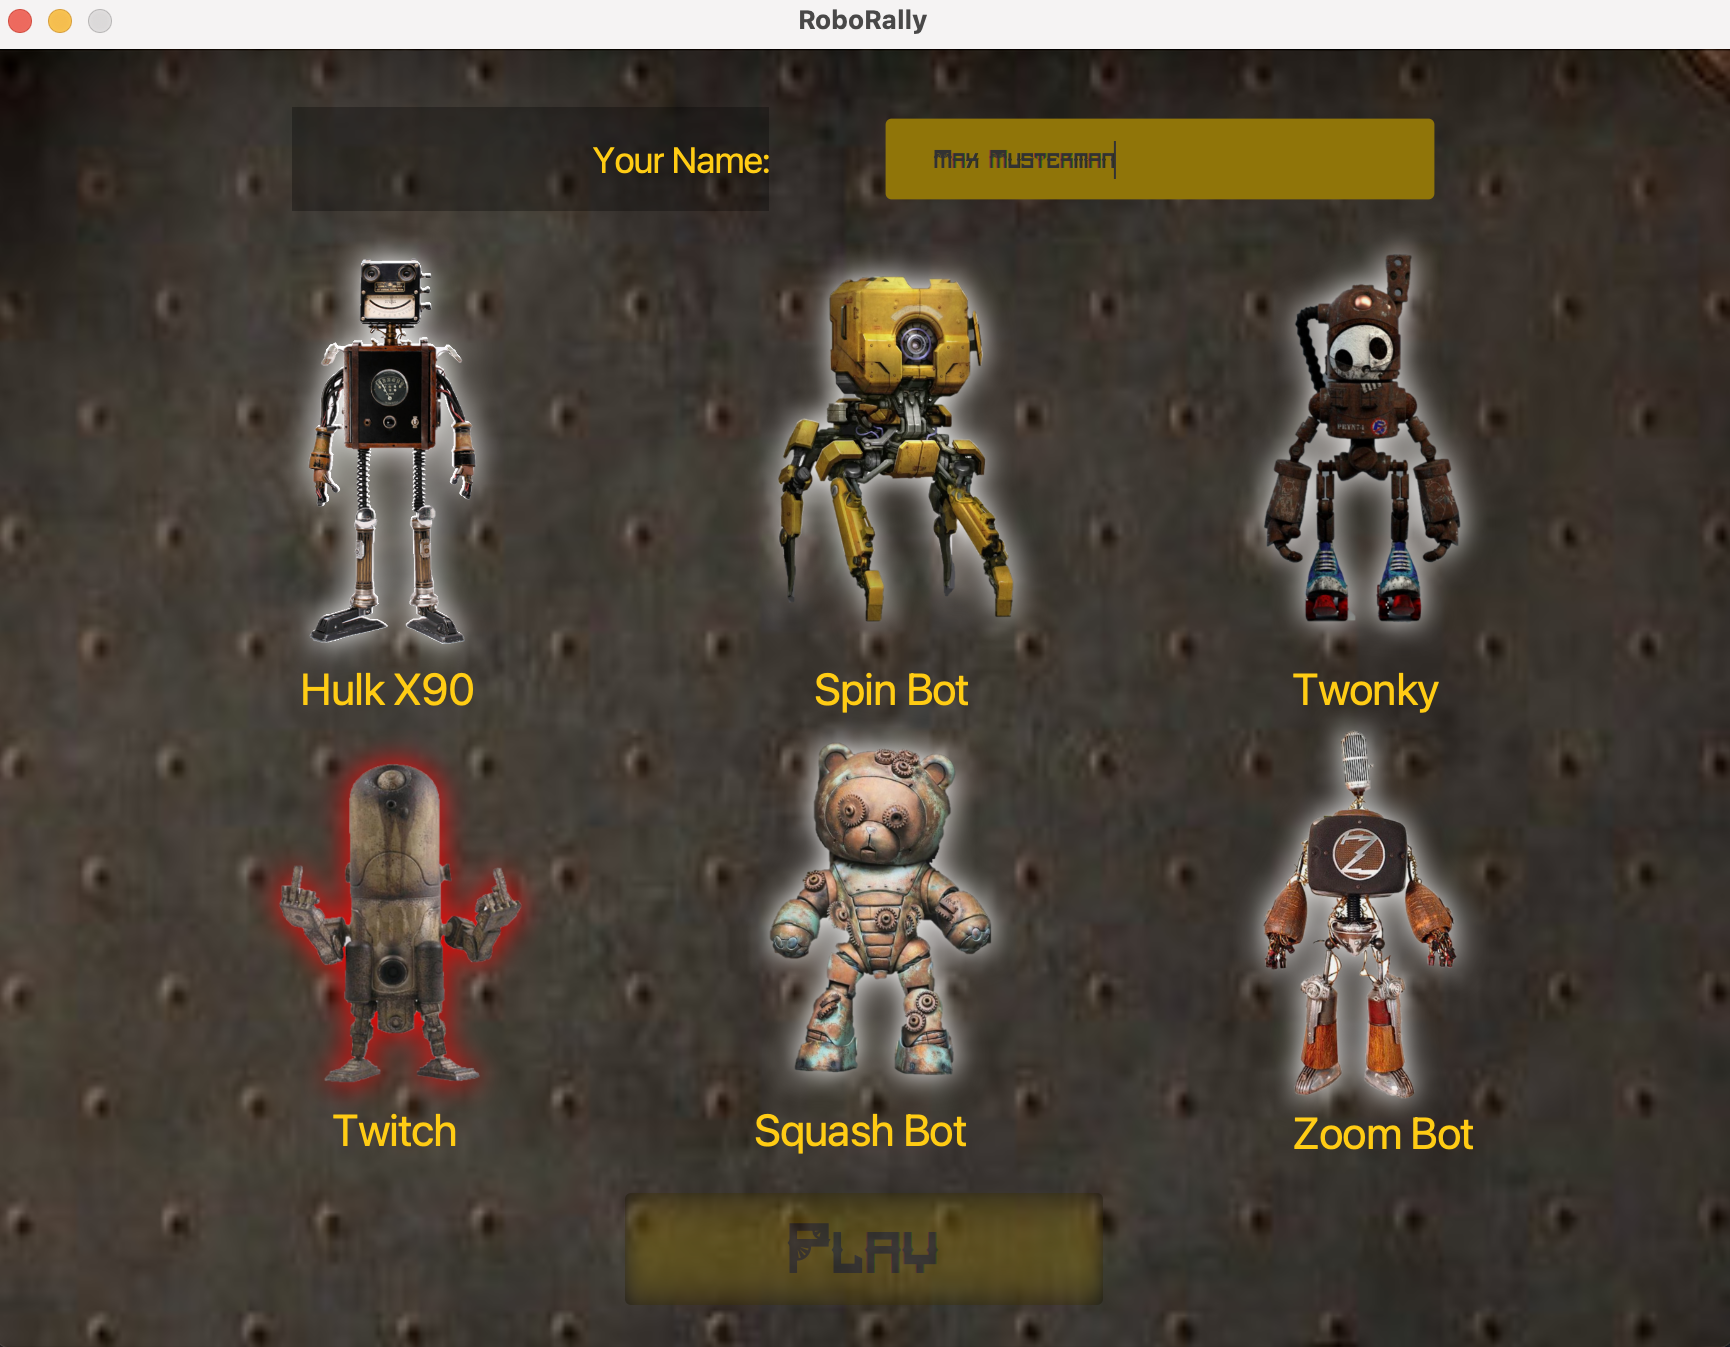 RoboRally
Your Name:
Max Musterman
Hulk X90
Spin Bot
Twonky
Z
Twitch
Squash Bot
Zoom Bot
Play